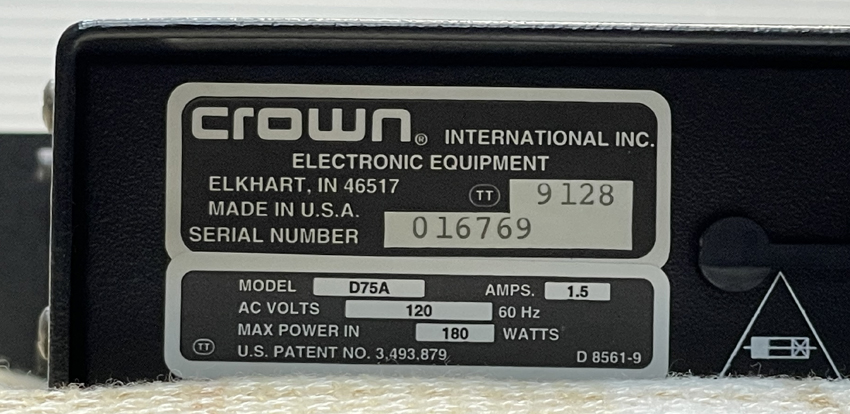 crown® INTERNATIONAL INC.
ELECTRONIC EQUIPMENT
ELKHART, IN 46517 TT 9128
MADE IN U.S.A.
SERIAL NUMBER 016769
MODEL D75A AMPS. 1.5
AC VOLTS 120 60 Hz
MAX POWER IN 180 WATTS
TT U.S. PATENT NO. 3,493,879 D 8561-9